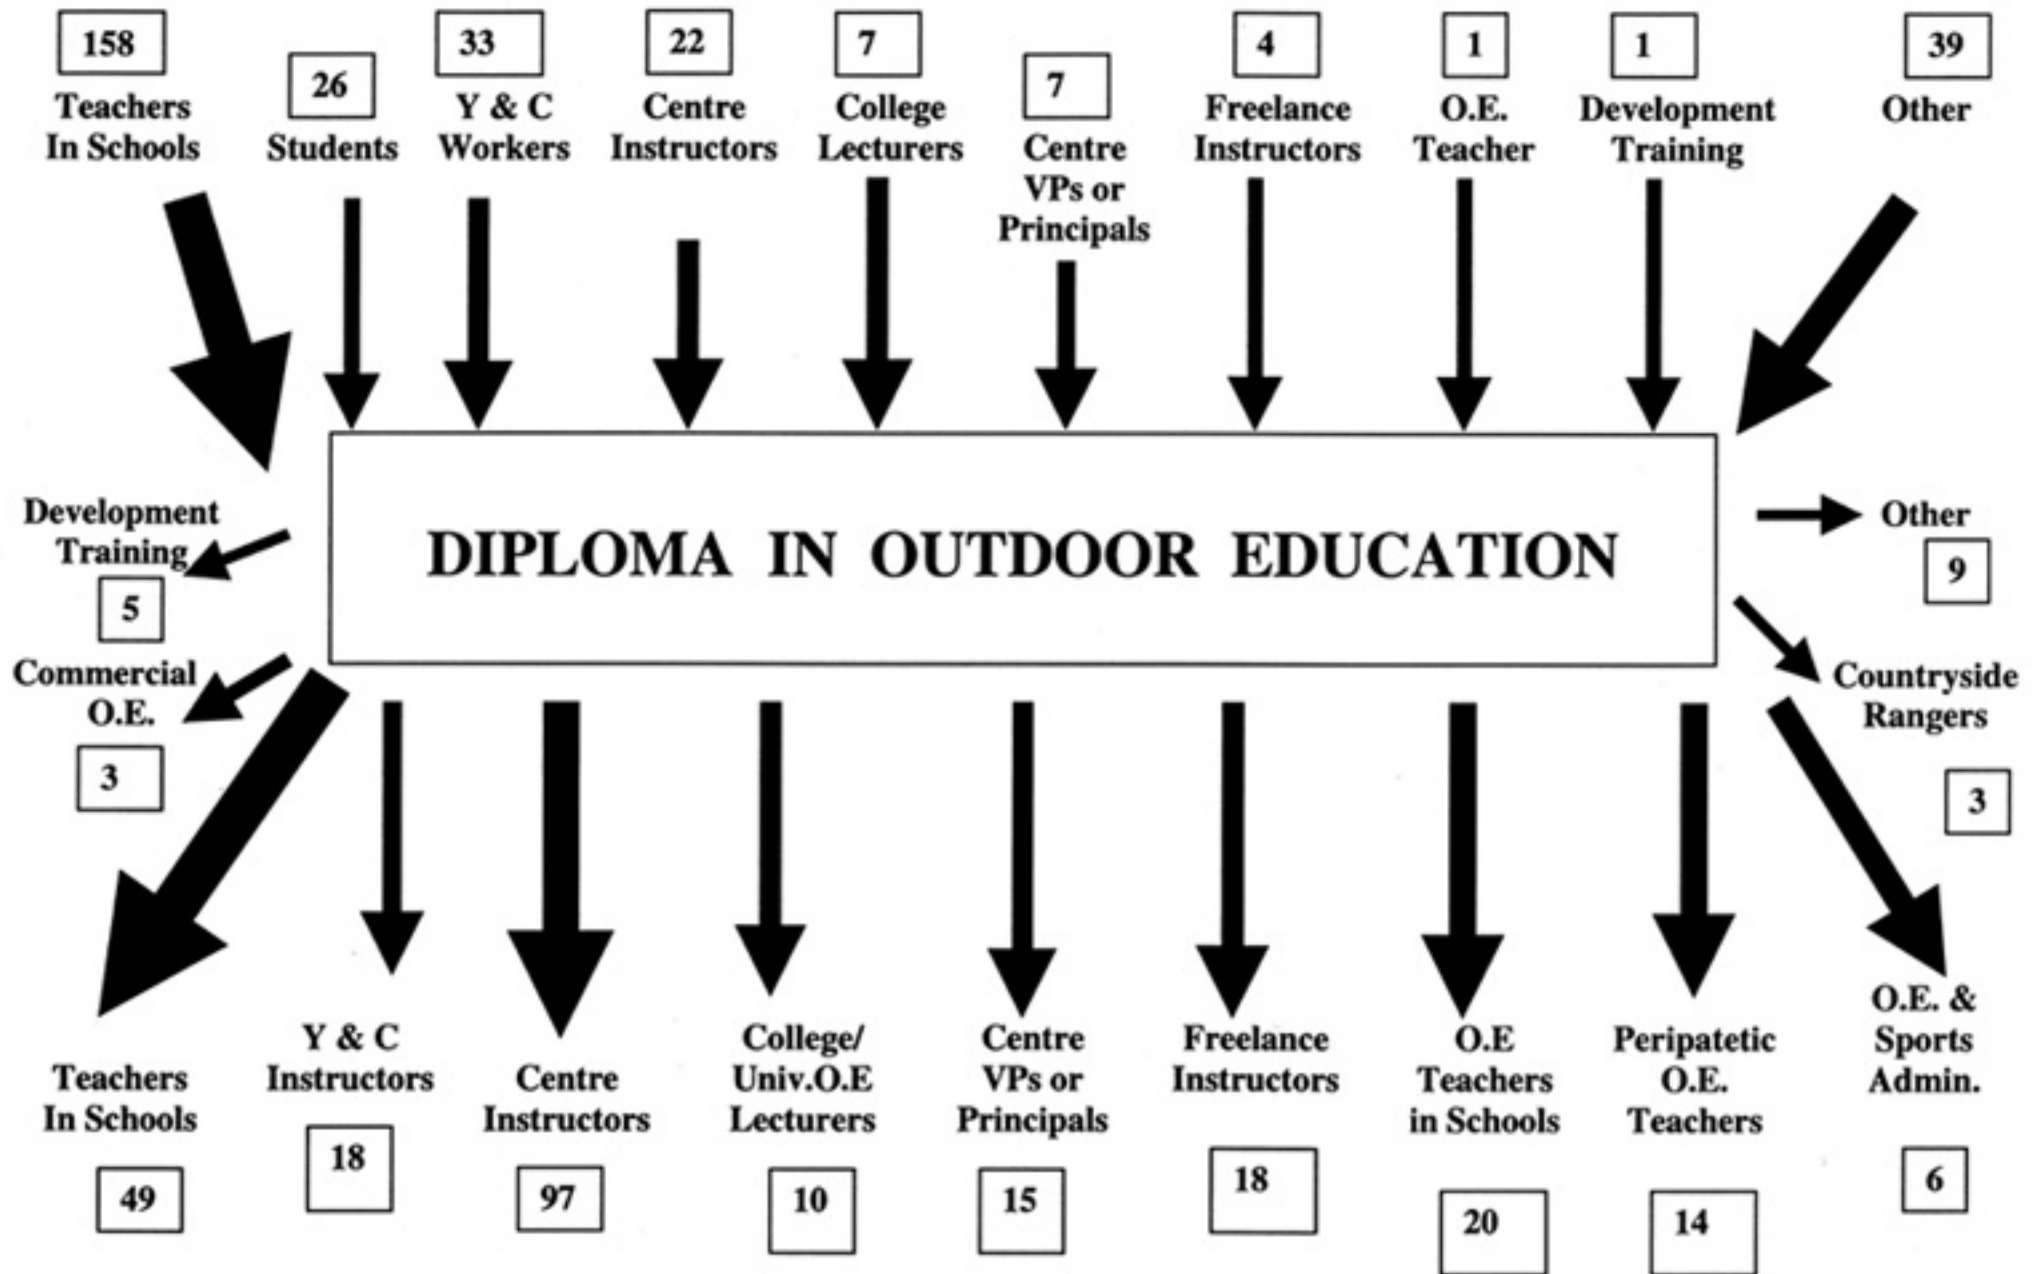 158
Teachers
In Schools
26
Students
33
Y & C
Workers
22
Centre
Instructors
7
College
Lecturers
7
Centre
VPs or
Principals
4
Freelance
Instructors
1
O.E.
Teacher
1
Development
Training
39
Other
DIPLOMA IN OUTDOOR EDUCATION
Development
Training
5
Commercial
O.E.
3
Other
9
Countryside
Rangers
3
Teachers
In Schools
49
Y & C
Instructors
18
Centre
Instructors
97
College/
Univ.O.E
Lecturers
10
Centre
VPs or
Principals
15
Freelance
Instructors
18
O.E
Teachers
in Schools
20
Peripatetic
O.E.
Teachers
14
O.E. &
Sports
Admin.
6